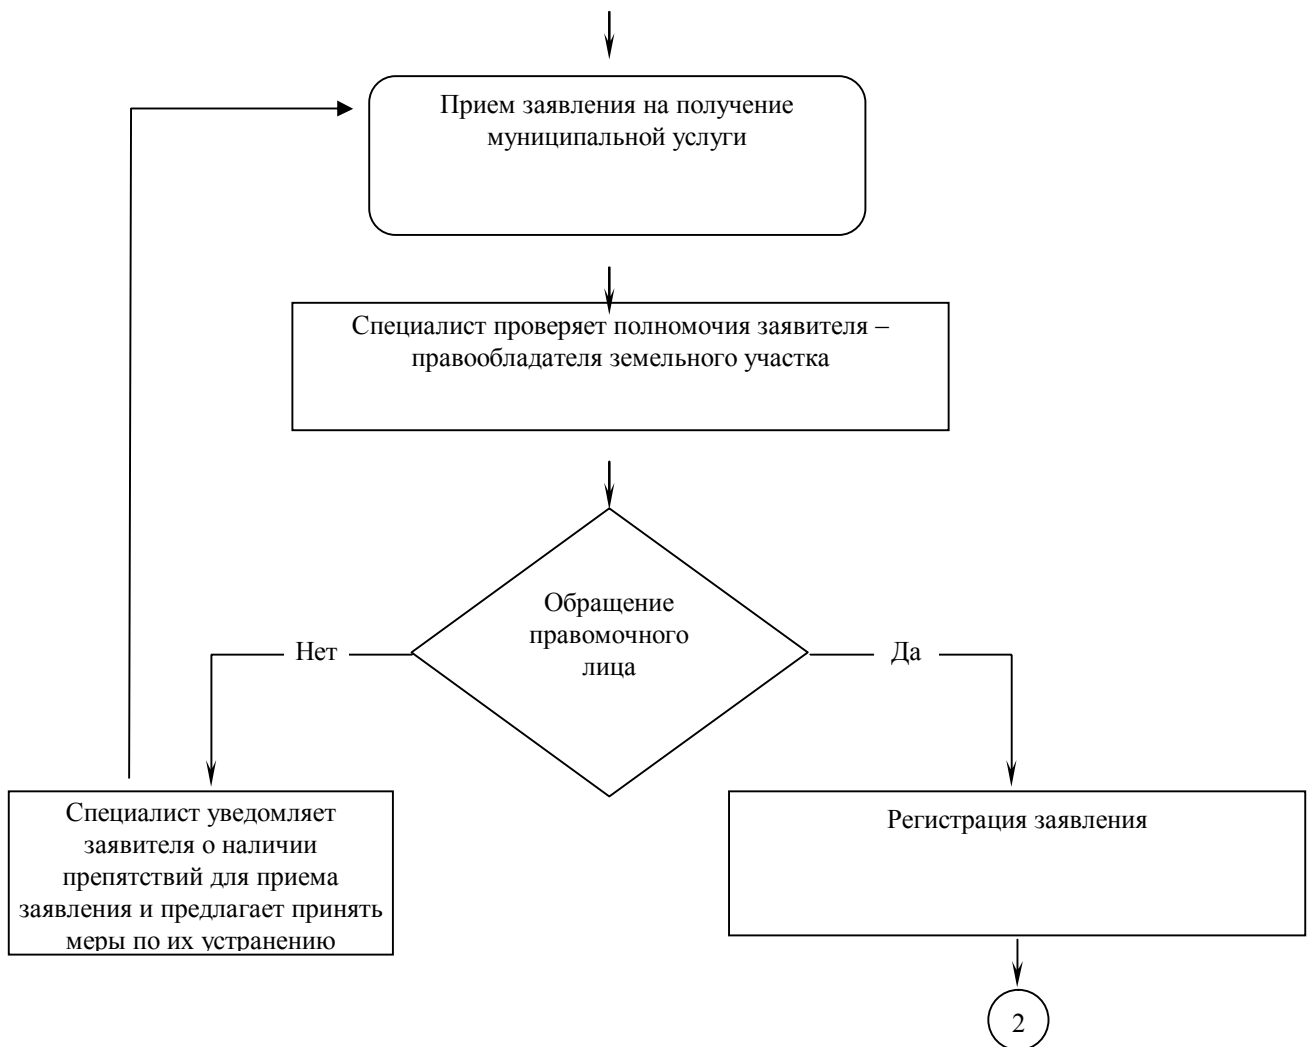 Прием заявления на получение
муниципальной услуги
Специалист проверяет полномочия заявителя –
правообладателя земельного участка
Обращение
правомочного
лица
Нет
Да
Специалист уведомляет
заявителя о наличии
препятствий для приема
заявления и предлагает принять
меры по их устранению
Регистрация заявления
2